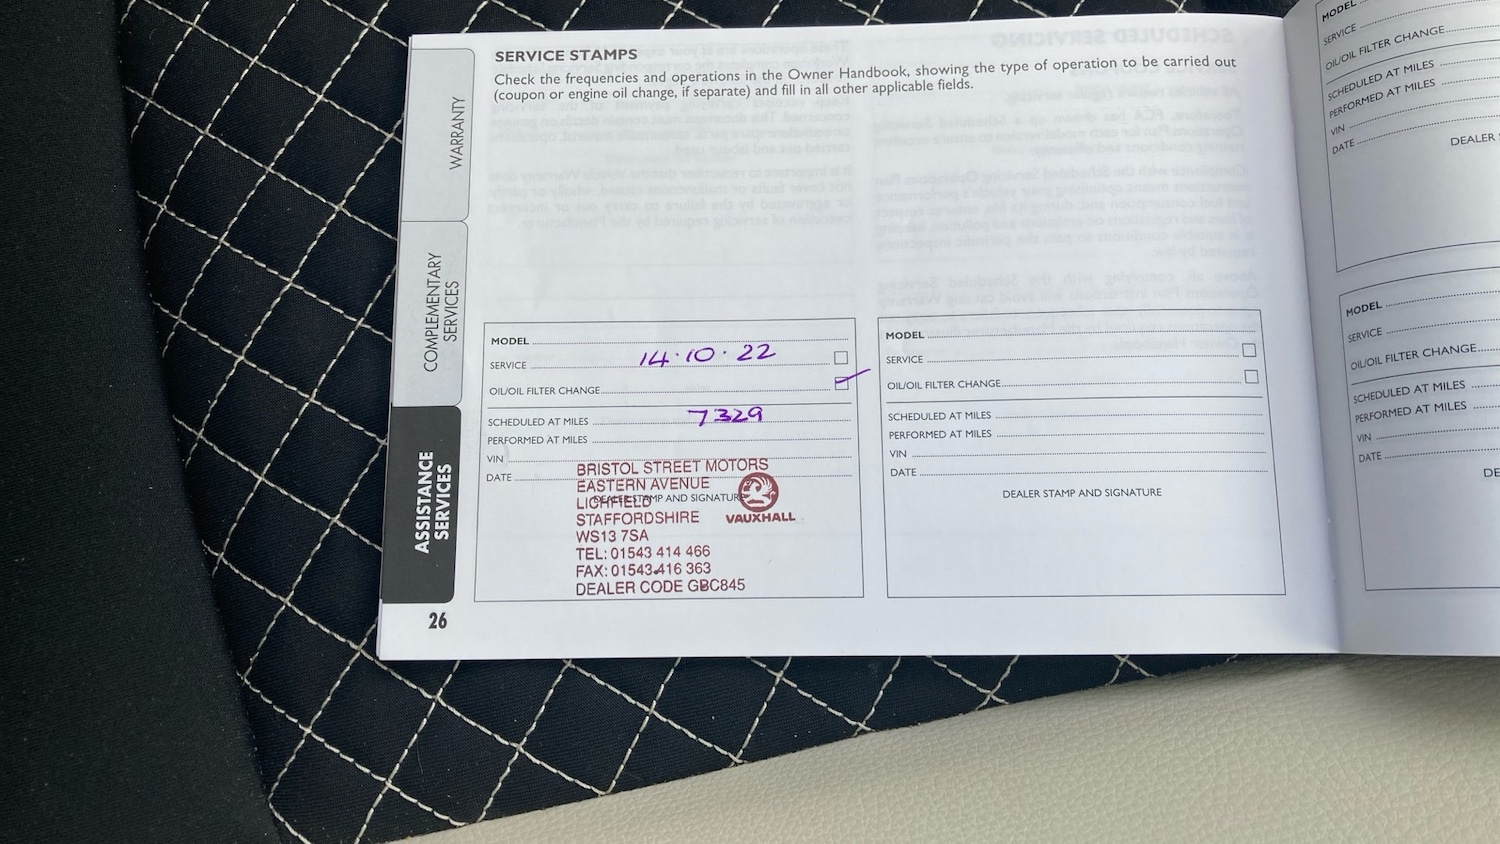 SERVICE STAMPS
Check the frequencies and operations in the Owner Handbook, showing the type of operation to be carried out
(coupon or engine oil change, if separate) and fill in all other applicable fields.
WARRANTY
COMPLEMENTARY
SERVICES
ASSISTANCE
SERVICES
MODEL
SERVICE 14·10·22
OIL/OIL FILTER CHANGE
SCHEDULED AT MILES 7329
PERFORMED AT MILES
VIN
DATE
DEALER STAMP AND SIGNATURE
BRISTOL STREET MOTORS
EASTERN AVENUE
LICHFIELD
STAFFORDSHIRE
WS13 7SA
TEL: 01543 414 466
FAX: 01543 416 363
DEALER CODE GBC845
VAUXHALL
MODEL
SERVICE
OIL/OIL FILTER CHANGE
SCHEDULED AT MILES
PERFORMED AT MILES
VIN
DATE
DEALER STAMP AND SIGNATURE
26
MODEL
SERVICE
OIL/OIL FILTER CHANGE
SCHEDULED AT MILES
PERFORMED AT MILES
VIN
DATE
DEALER
MODEL
SERVICE
OIL/OIL FILTER CHANGE
SCHEDULED AT MILES
PERFORMED AT MILES
VIN
DATE
DE